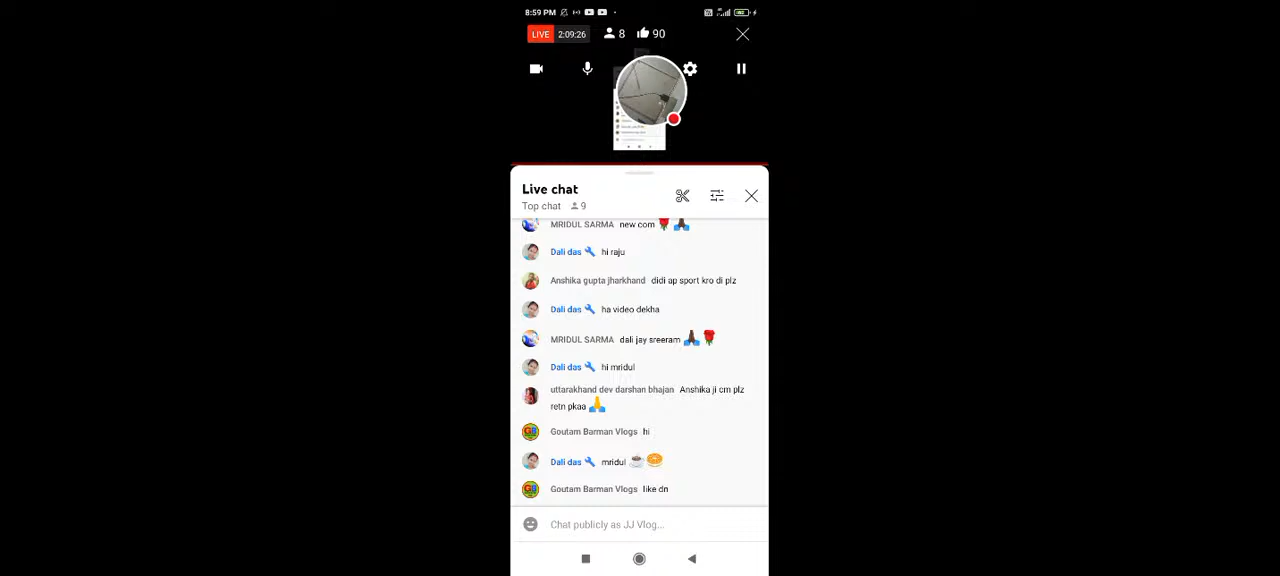 8:59 PM
LIVE 2:09:26 8 90
Live chat
Top chat 9
MRIDUL SARMA new com
Dali das hi raju
Anshika gupta jharkhand didi ap sport kro di plz
Dali das ha video dekha
MRIDUL SARMA dali jay sreeram
Dali das hi mridul
uttarakhand dev darshan bhajan Anshika ji cm plz
retn pkaa
Goutam Barman Vlogs hi
Dali das mridul
Goutam Barman Vlogs like dn
Chat publicly as JJ Vlog...